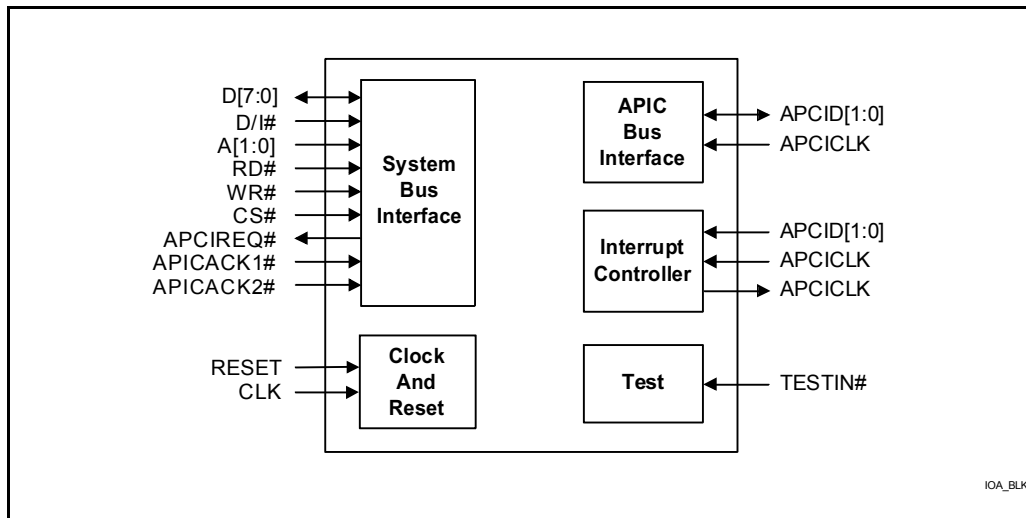 D[7:0]
D/I#
A[1:0]
RD#
WR#
CS#
APCIREQ#
APICACK1#
APICACK2#
System
Bus
Interface
RESET
CLK
Clock
And
Reset
APIC
Bus
Interface
APCID[1:0]
APCICLK
Interrupt
Controller
APCID[1:0]
APCICLK
APCICLK
Test
TESTIN#
IOA_BLK